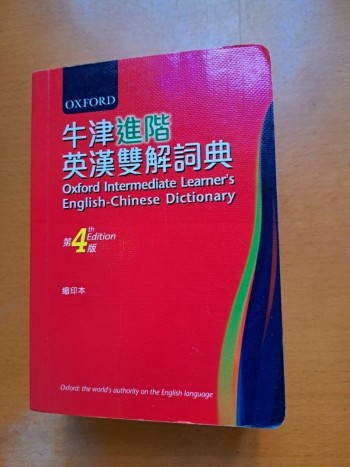 OXFORD
牛津進階
英漢雙解詞典
Oxford Intermediate Learner's
English-Chinese Dictionary
第4th Edition版
縮印本
Oxford: the world's authority on the English language